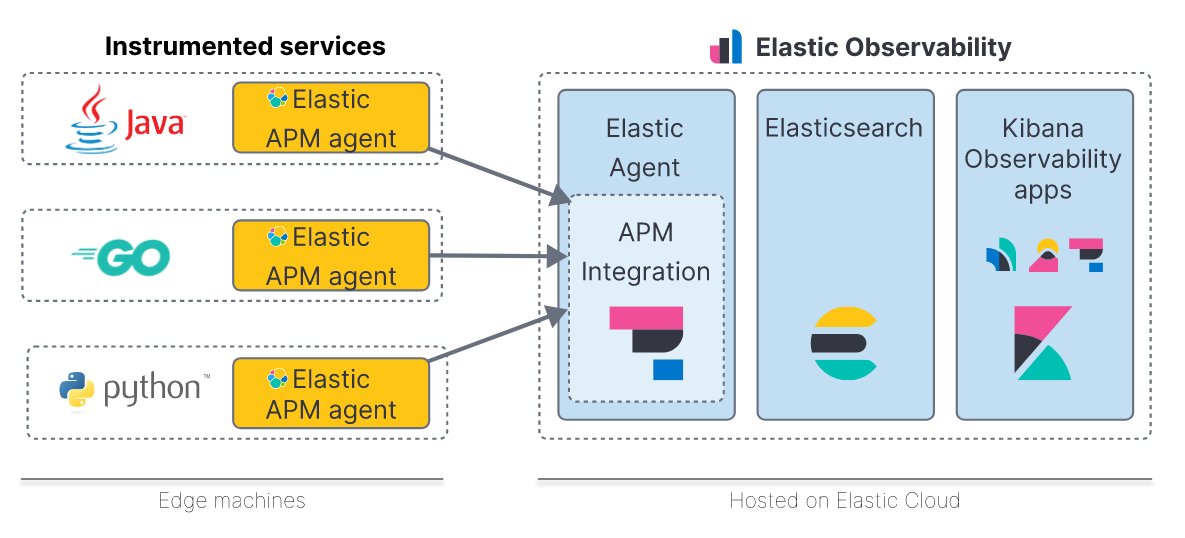 Instrumented services
Elastic Observability
Java
Elastic
APM agent
GO
Elastic
APM agent
python™
Elastic
APM agent
Elastic
Agent
APM
Integration
Elasticsearch
Kibana
Observability
apps
Edge machines
Hosted on Elastic Cloud